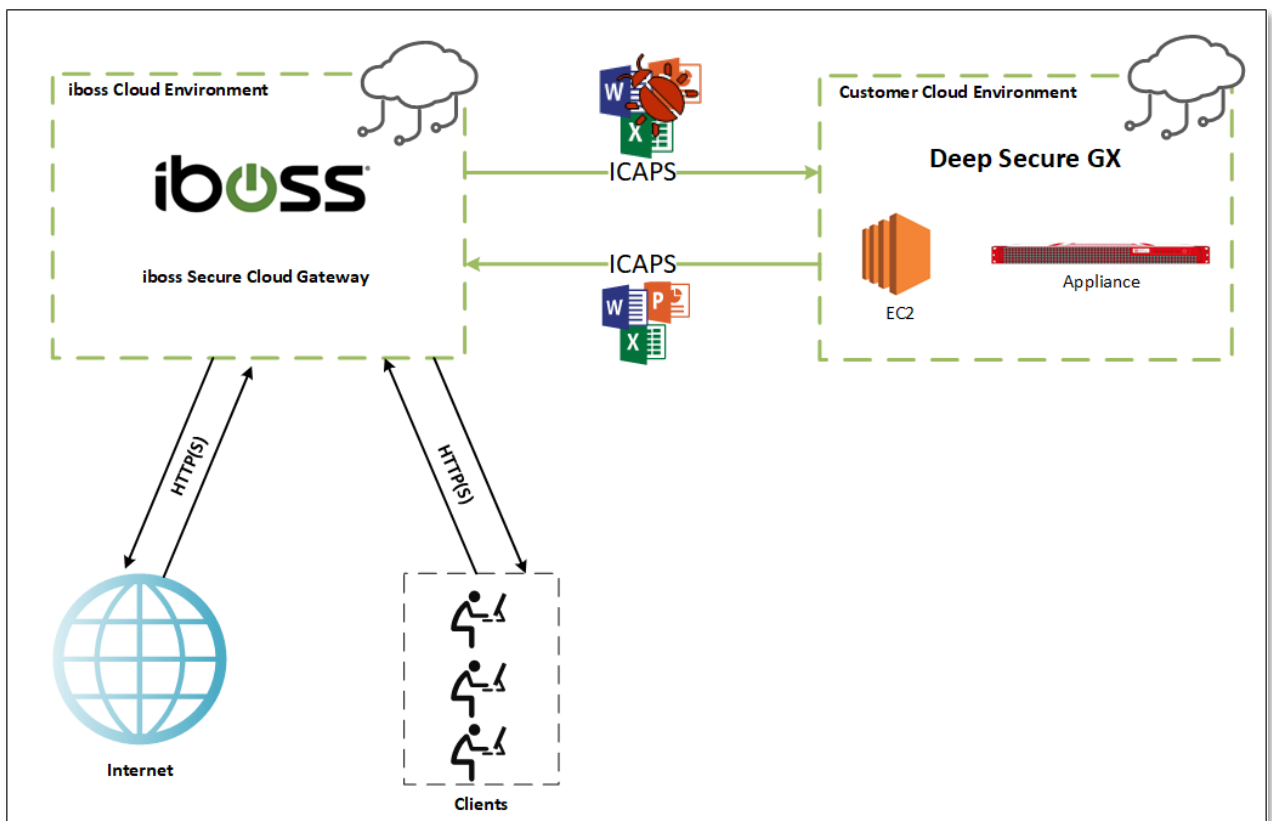 iboss Cloud Environment
iboss
iboss Secure Cloud Gateway
W
P
X
ICAPS
ICAPS
W
P
X
Customer Cloud Environment
Deep Secure GX
EC2
Appliance
HTTP(S)
HTTP(S)
Internet
Clients